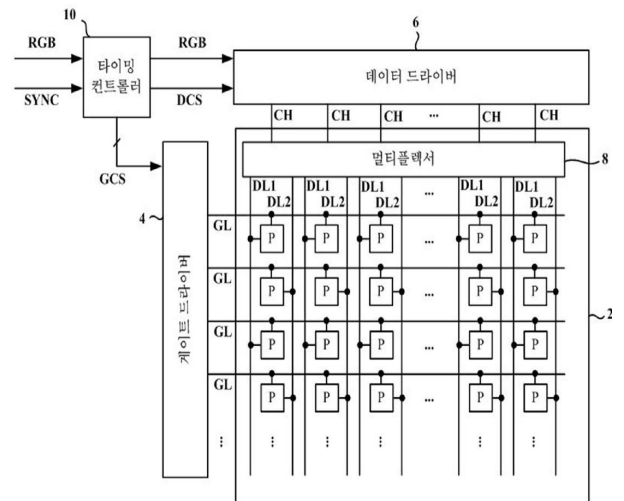 10
6
RGB
RGB
타이밍
컨트롤러
데이터 드라이버
SYNC
DCS
CH CH CH ... CH CH
GCS
멀티플렉서
8
4
DL1 DL1 DL1 ... DL1 DL1
DL2 DL2 DL2 DL2 DL2
GL
P P P ... P P
게이트 드라이버
GL
P P P ... P P
2
GL
P P P ... P P
GL
P P P ... P P
... ... ... ... ...